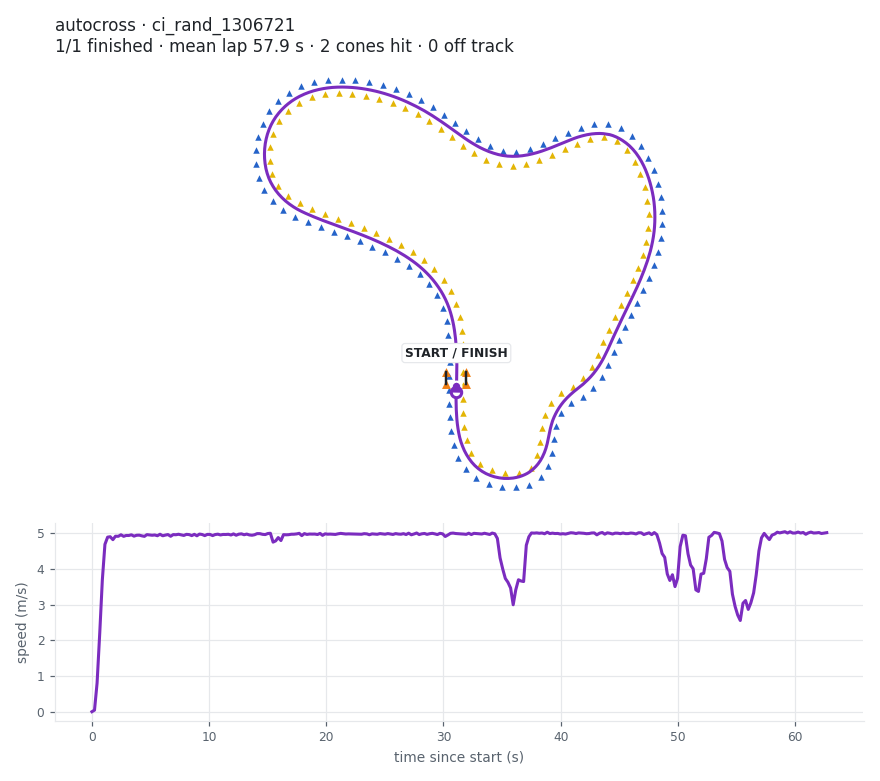 autocross · ci_rand_1306721
1/1 finished · mean lap 57.9 s · 2 cones hit · 0 off track
START / FINISH
5
4
3
2
1
0
speed (m/s)
0 10 20 30 40 50 60
time since start (s)